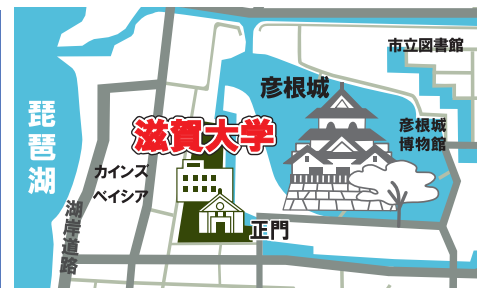 市立図書館
彦根城
琵琶湖
滋賀大学
彦根城
博物館
カインズ
ベイシア
湖岸道路
正門